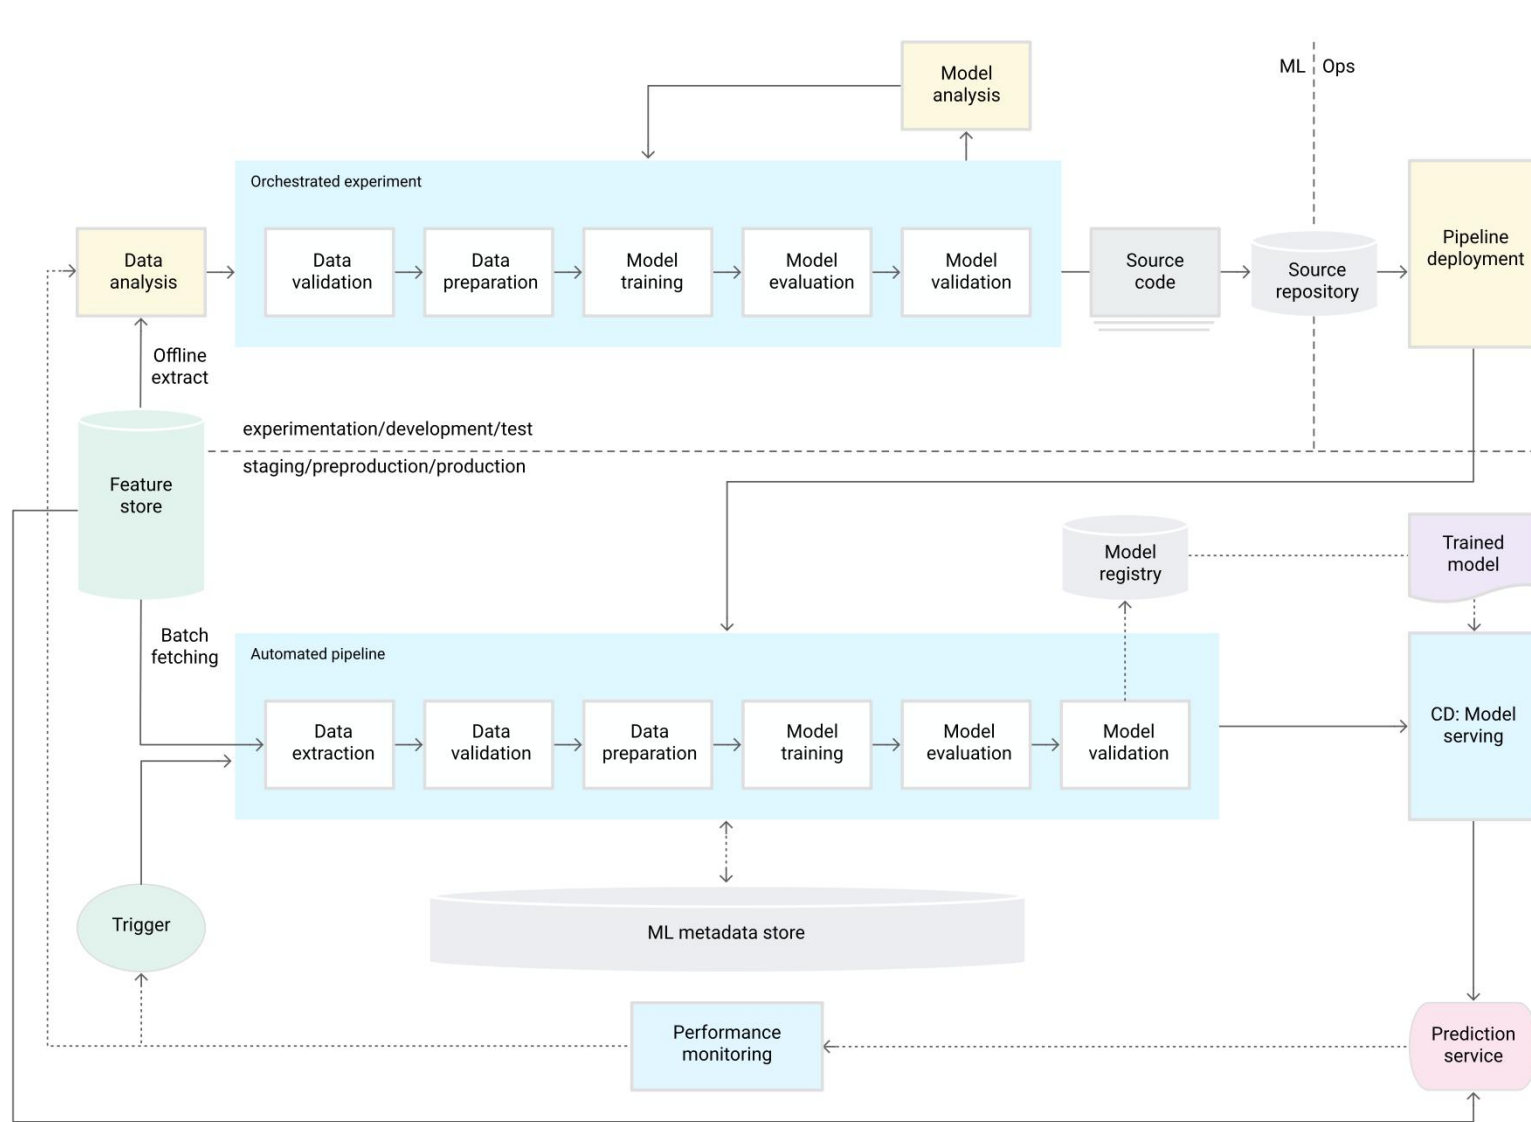 Model
analysis
ML
Ops
Orchestrated experiment
Data
analysis
Data
validation
Data
preparation
Model
training
Model
evaluation
Model
validation
Source
code
Source
repository
Pipeline
deployment
Offline
extract
experimentation/development/test
staging/preproduction/production
Feature
store
Model
registry
Trained
model
Batch
fetching
Automated pipeline
Data
extraction
Data
validation
Data
preparation
Model
training
Model
evaluation
Model
validation
CD: Model
serving
Trigger
ML metadata store
Performance
monitoring
Prediction
service